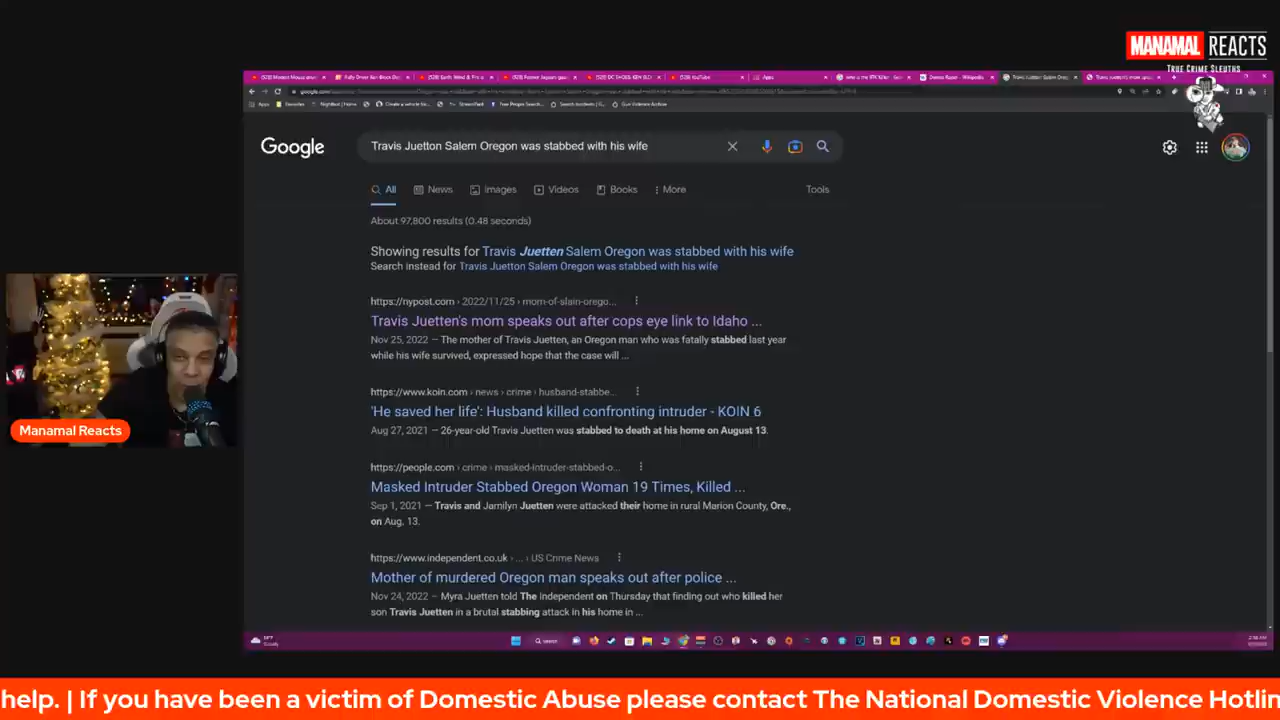 MANAMAL REACTS
TRUE CRIME SLEUTHS
Google
Travis Juetton Salem Oregon was stabbed with his wife
All News Images Videos Books More Tools
About 97,800 results (0.48 seconds)
Showing results for Travis Juetten Salem Oregon was stabbed with his wife
Search instead for Travis Juetton Salem Oregon was stabbed with his wife
https://nypost.com › 2022/11/25 › mom-of-slain-orego...
Travis Juetten's mom speaks out after cops eye link to Idaho ...
Nov 25, 2022 — The mother of Travis Juetten, an Oregon man who was fatally stabbed last year
while his wife survived, expressed hope that the case will ...
https://www.koin.com › news › crime › husband-stabbe...
'He saved her life': Husband killed confronting intruder - KOIN 6
Aug 27, 2021 — 26-year-old Travis Juetten was stabbed to death at his home on August 13.
https://people.com › crime › masked-intruder-stabbed-o...
Masked Intruder Stabbed Oregon Woman 19 Times, Killed ...
Sep 1, 2021 — Travis and Jamilyn Juetten were attacked their home in rural Marion County, Ore.,
on Aug, 13.
https://www.independent.co.uk › ... › US Crime News
Mother of murdered Oregon man speaks out after police ...
Nov 24, 2022 — Myra Juetten told The Independent on Thursday that finding out who killed her
son Travis Juetten in a brutal stabbing attack in his home in ...
Manamal Reacts
help. | If you have been a victim of Domestic Abuse please contact The National Domestic Violence Hotlin